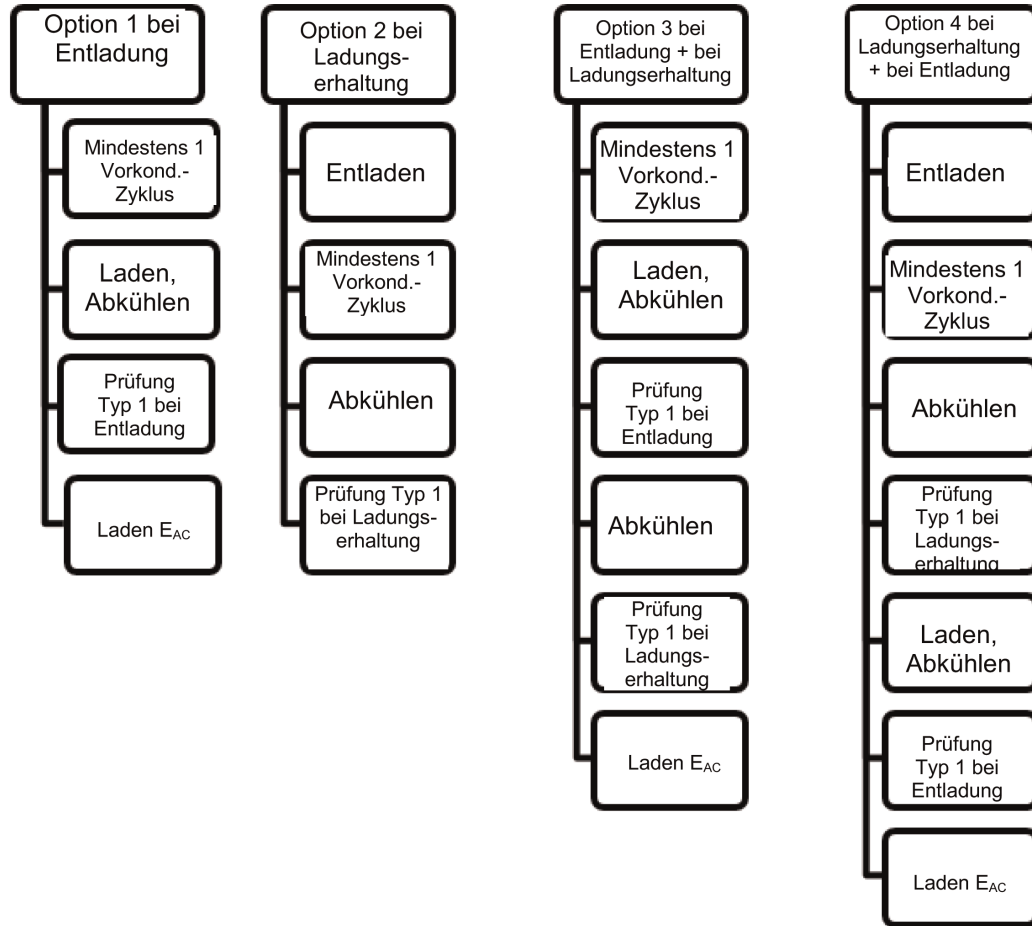 Option 1 bei
Entladung
Mindestens 1
Vorkond.-
Zyklus
Laden,
Abkühlen
Prüfung
Typ 1 bei
Entladung
Laden EAC
Option 2 bei
Ladungs-
erhaltung
Entladen
Mindestens 1
Vorkond.-
Zyklus
Abkühlen
Prüfung Typ 1
bei Ladungs-
erhaltung
Option 3 bei
Entladung + bei
Ladungserhaltung
Mindestens 1
Vorkond.-
Zyklus
Laden,
Abkühlen
Prüfung
Typ 1 bei
Entladung
Abkühlen
Prüfung
Typ 1 bei
Ladungs-
erhaltung
Laden EAC
Option 4 bei
Ladungserhaltung
+ bei Entladung
Entladen
Mindestens 1
Vorkond.-
Zyklus
Abkühlen
Prüfung
Typ 1 bei
Ladungs-
erhaltung
Laden,
Abkühlen
Prüfung
Typ 1 bei
Entladung
Laden EAC